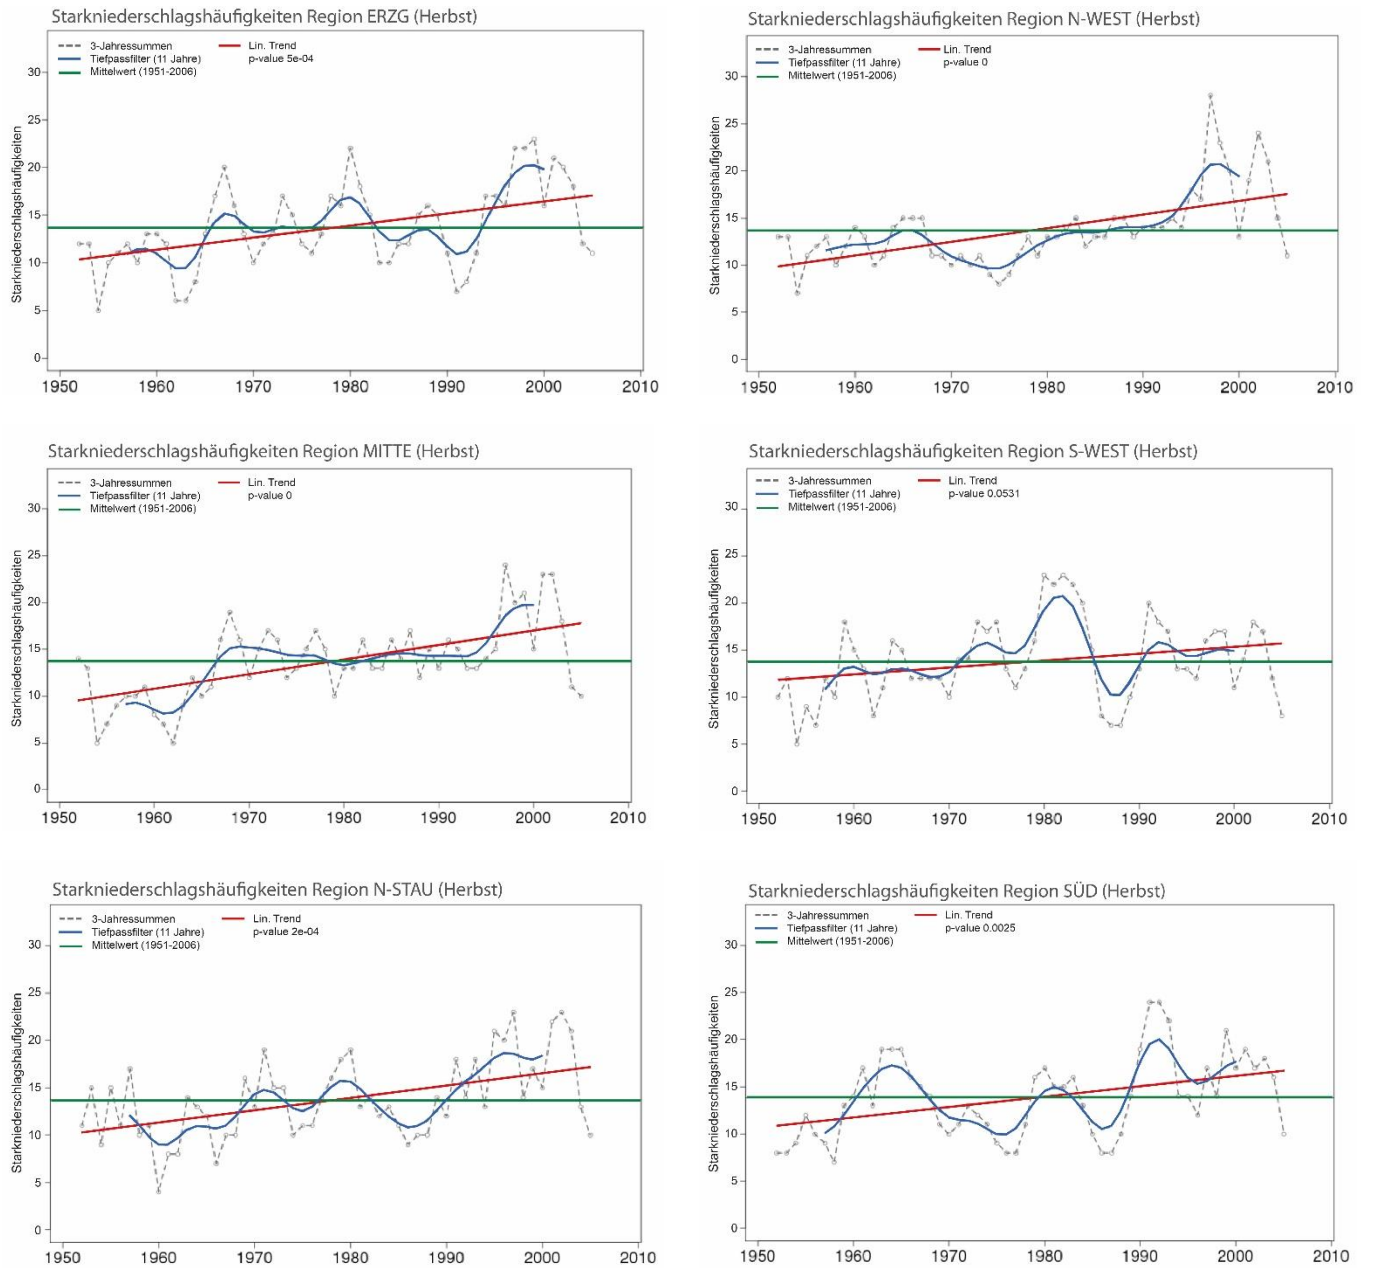 Starkniederschlagshäufigkeiten Region ERZG (Herbst)
3-Jahressummen
Tiefpassfilter (11 Jahre)
Mittelwert (1951-2006)
Lin. Trend
p-value 5e-04
Starkniederschlagshäufigkeiten
30
25
20
15
10
5
0
1950 1960 1970 1980 1990 2000 2010
Starkniederschlagshäufigkeiten Region N-WEST (Herbst)
3-Jahressummen
Tiefpassfilter (11 Jahre)
Mittelwert (1951-2006)
Lin. Trend
p-value 0
Starkniederschlagshäufigkeiten
30
25
20
15
10
5
0
1950 1960 1970 1980 1990 2000 2010
Starkniederschlagshäufigkeiten Region MITTE (Herbst)
3-Jahressummen
Tiefpassfilter (11 Jahre)
Mittelwert (1951-2006)
Lin. Trend
p-value 0
Starkniederschlagshäufigkeiten
30
25
20
15
10
5
0
1950 1960 1970 1980 1990 2000 2010
Starkniederschlagshäufigkeiten Region S-WEST (Herbst)
3-Jahressummen
Tiefpassfilter (11 Jahre)
Mittelwert (1951-2006)
Lin. Trend
p-value 0.0531
Starkniederschlagshäufigkeiten
30
25
20
15
10
5
0
1950 1960 1970 1980 1990 2000 2010
Starkniederschlagshäufigkeiten Region N-STAU (Herbst)
3-Jahressummen
Tiefpassfilter (11 Jahre)
Mittelwert (1951-2006)
Lin. Trend
p-value 2e-04
Starkniederschlagshäufigkeiten
30
25
20
15
10
5
0
1950 1960 1970 1980 1990 2000 2010
Starkniederschlagshäufigkeiten Region SÜD (Herbst)
3-Jahressummen
Tiefpassfilter (11 Jahre)
Mittelwert (1951-2006)
Lin. Trend
p-value 0.0025
Starkniederschlagshäufigkeiten
30
25
20
15
10
5
0
1950 1960 1970 1980 1990 2000 2010